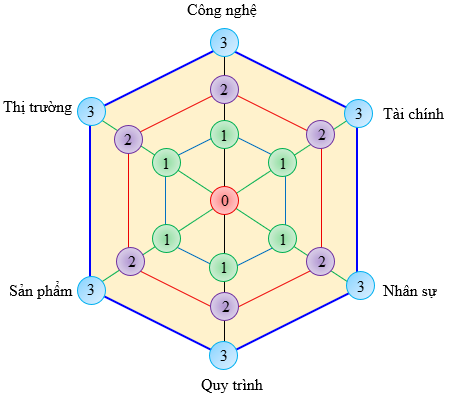 Công nghệ
3
Thị trường 3 2 3 Tài chính
2 2
1
1 1
0
1 1
1
2 2
Sản phẩm 3 3 Nhân sự
2
3
Quy trình